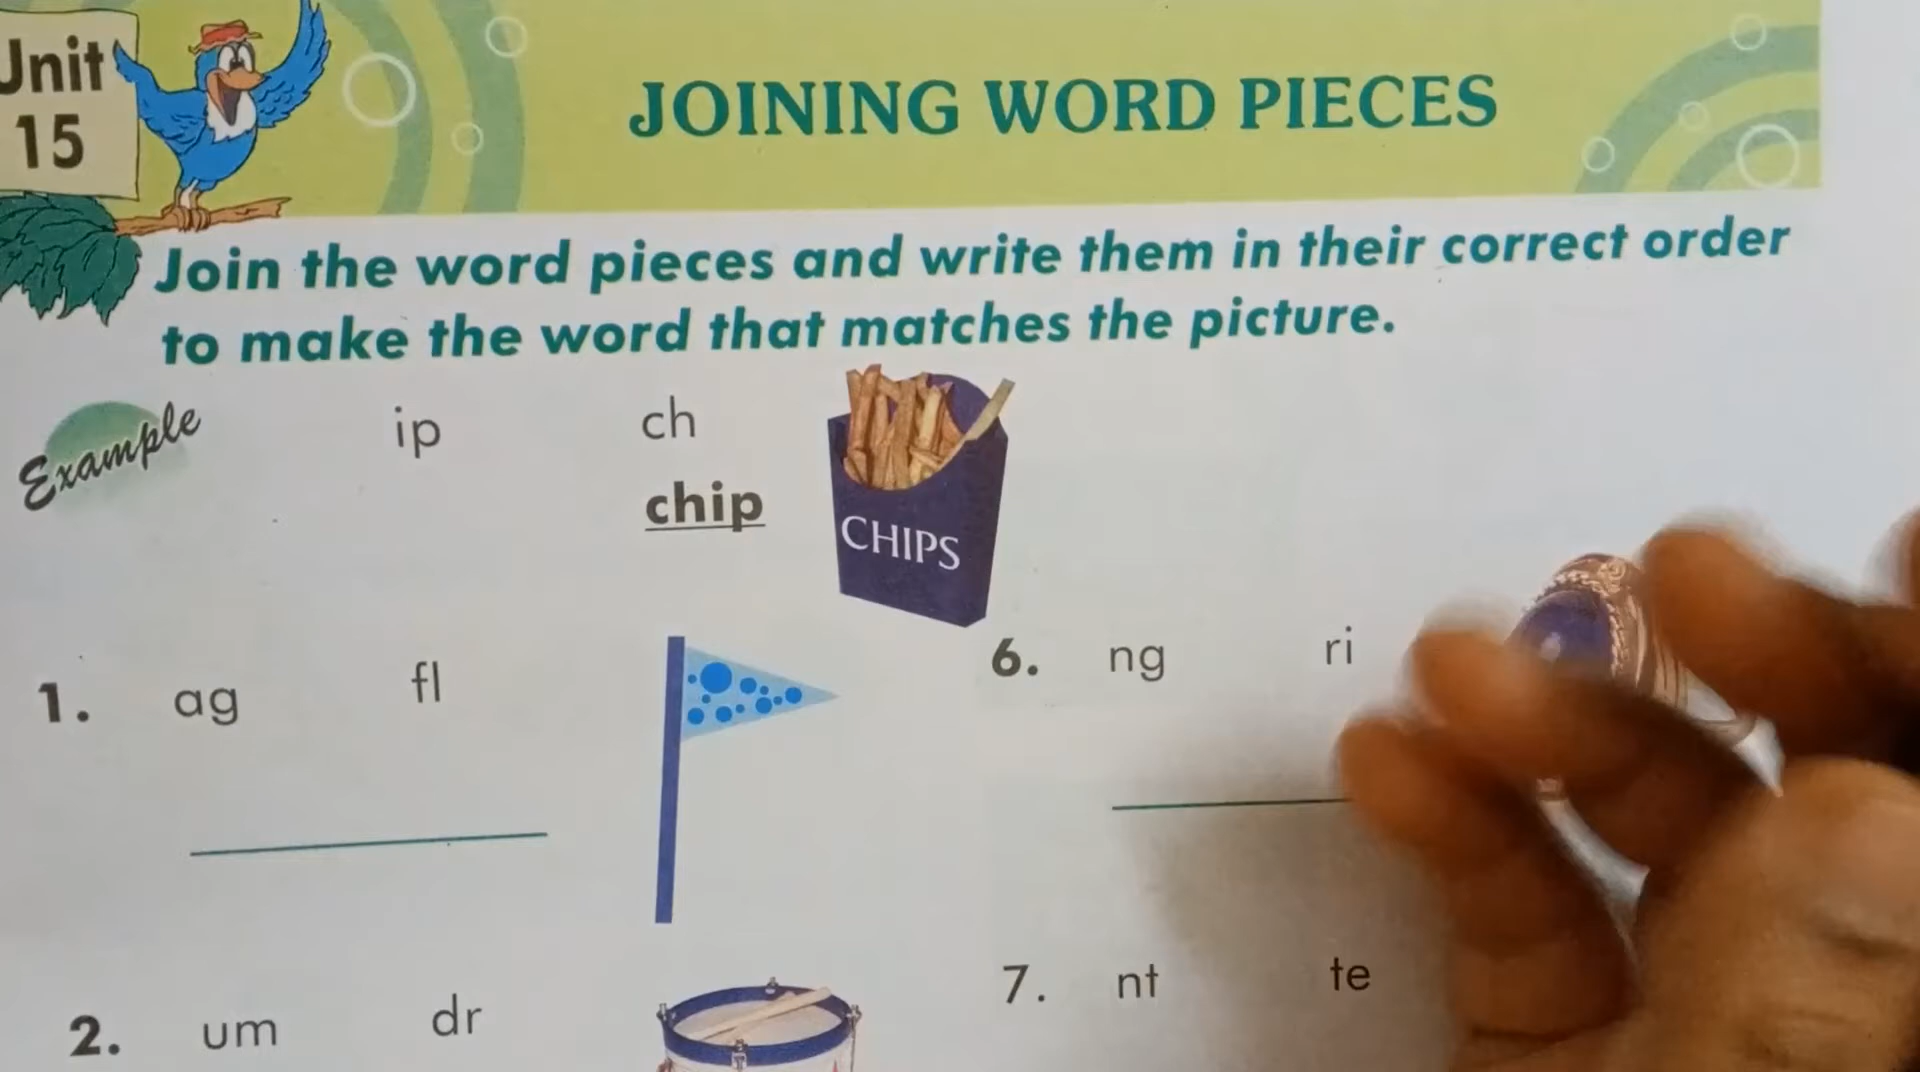 Unit
15
JOINING WORD PIECES
Join the word pieces and write them in their correct order
to make the word that matches the picture.
Example
ip ch
chip
CHIPS
1. ag fl
6. ng ri
2. um dr
7. nt te